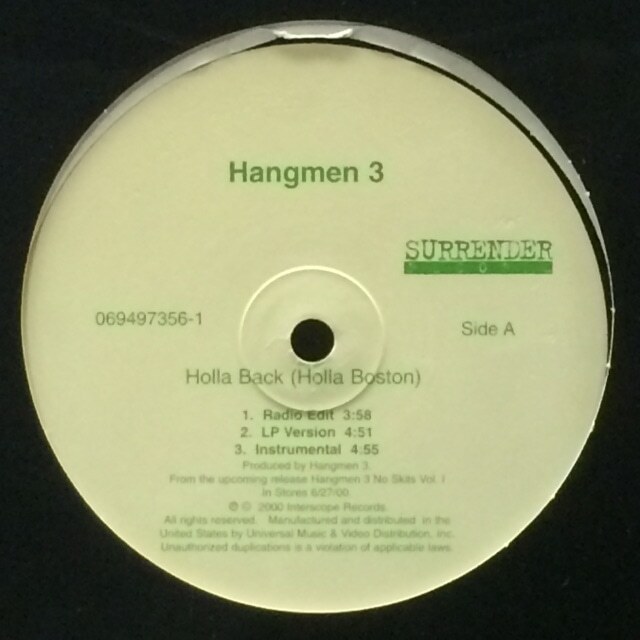 Hangmen 3
SURRENDER
069497356-1
Side A
Holla Back (Holla Boston)
1. Radio Edit 3:58
2. LP Version 4:51
3. Instrumental 4:55
Produced by Hangmen 3.
From the upcoming release Hangmen 3 No Skits Vol. I
In Stores 6/27/00.
℗ © 2000 Interscope Records.
All rights reserved. Manufactured and distributed in the
United States by Universal Music & Video Distribution, Inc.
Unauthorized duplications is a violation of applicable laws.